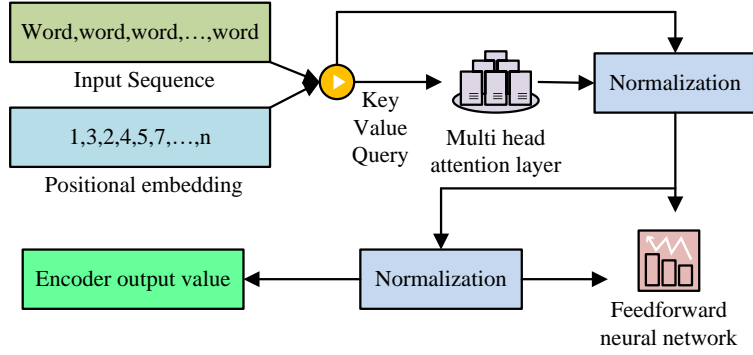 Word,word,word,…,word
Input Sequence
1,3,2,4,5,7,…,n
Positional embedding
Key
Value
Query
Multi head
attention layer
Normalization
Encoder output value
Normalization
Feedforward
neural network